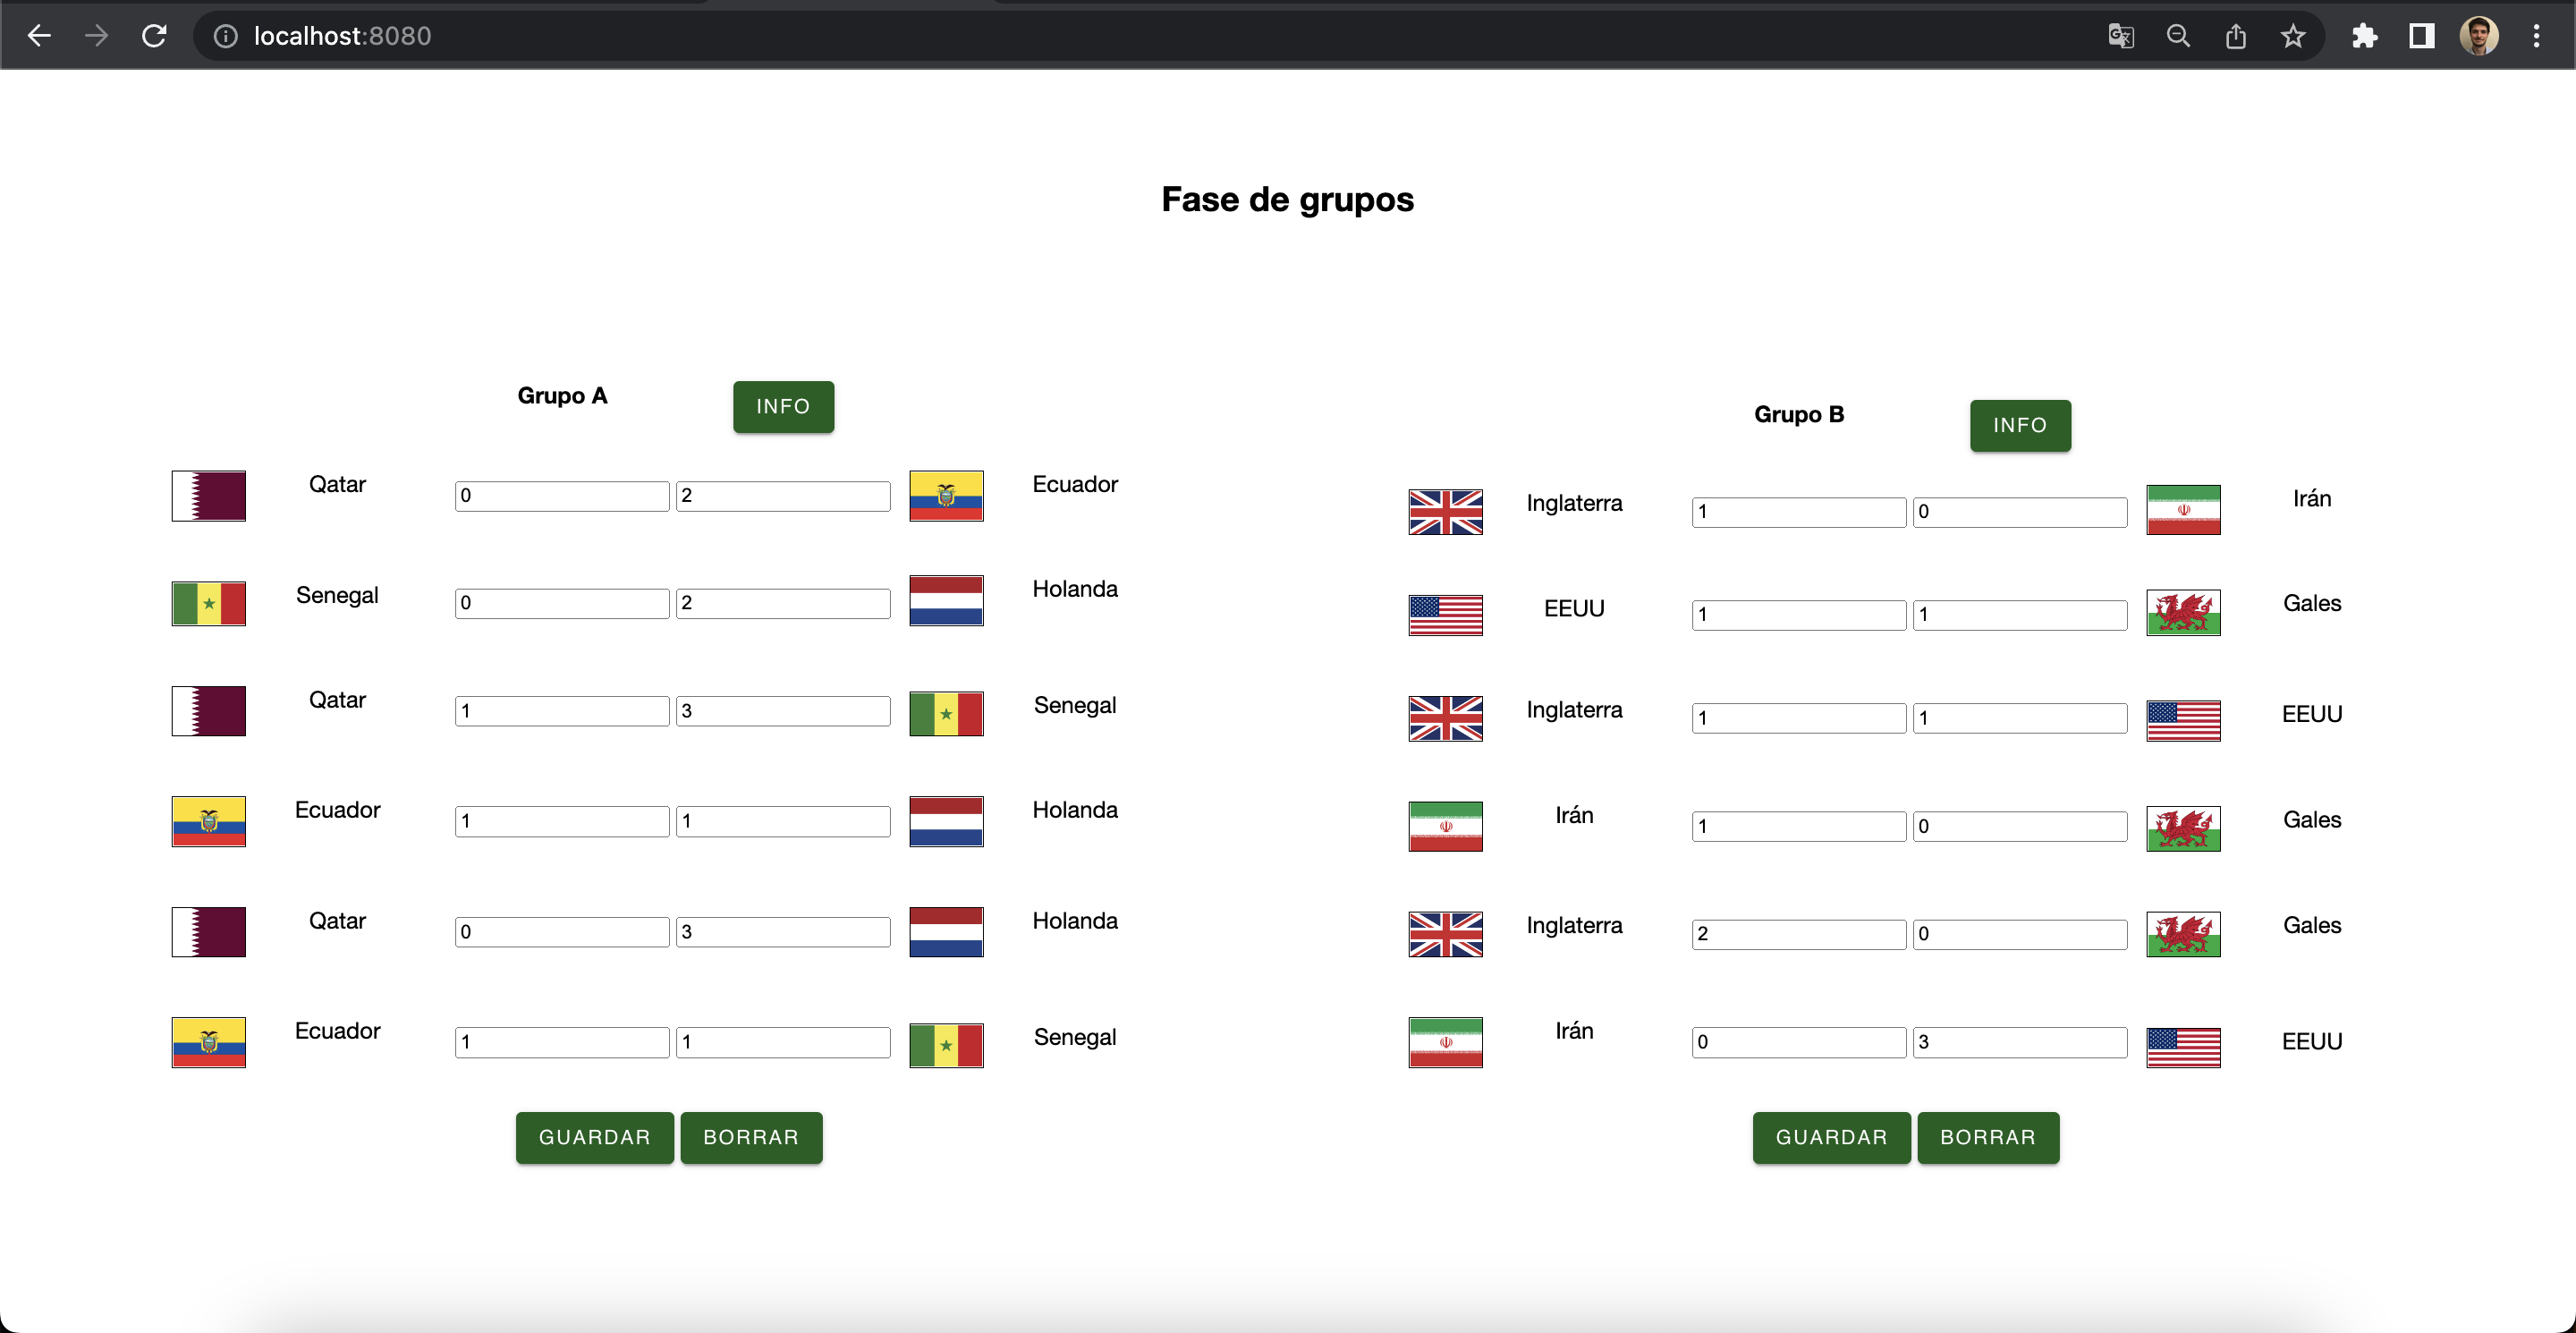 localhost:8080
Fase de grupos
Grupo A INFO
Qatar 0 2 Ecuador
Senegal 0 2 Holanda
Qatar 1 3 Senegal
Ecuador 1 1 Holanda
Qatar 0 3 Holanda
Ecuador 1 1 Senegal
GUARDAR BORRAR
Grupo B INFO
Inglaterra 1 0 Irán
EEUU 1 1 Gales
Inglaterra 1 1 EEUU
Irán 1 0 Gales
Inglaterra 2 0 Gales
Irán 0 3 EEUU
GUARDAR BORRAR